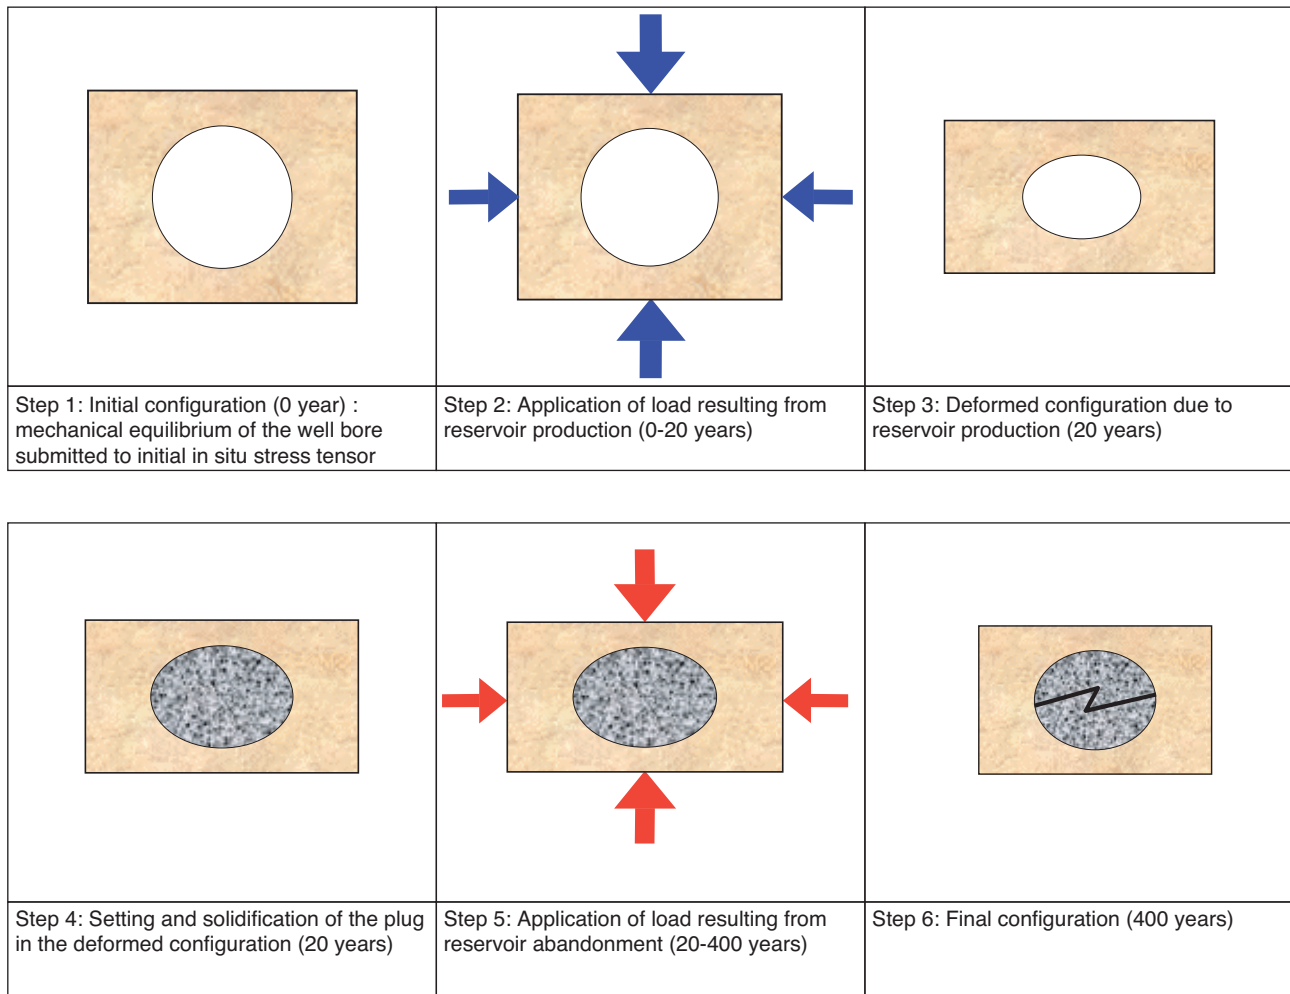 Step 1: Initial configuration (0 year) :
mechanical equilibrium of the well bore
submitted to initial in situ stress tensor
Step 2: Application of load resulting from
reservoir production (0-20 years)
Step 3: Deformed configuration due to
reservoir production (20 years)
Step 4: Setting and solidification of the plug
in the deformed configuration (20 years)
Step 5: Application of load resulting from
reservoir abandonment (20-400 years)
Step 6: Final configuration (400 years)